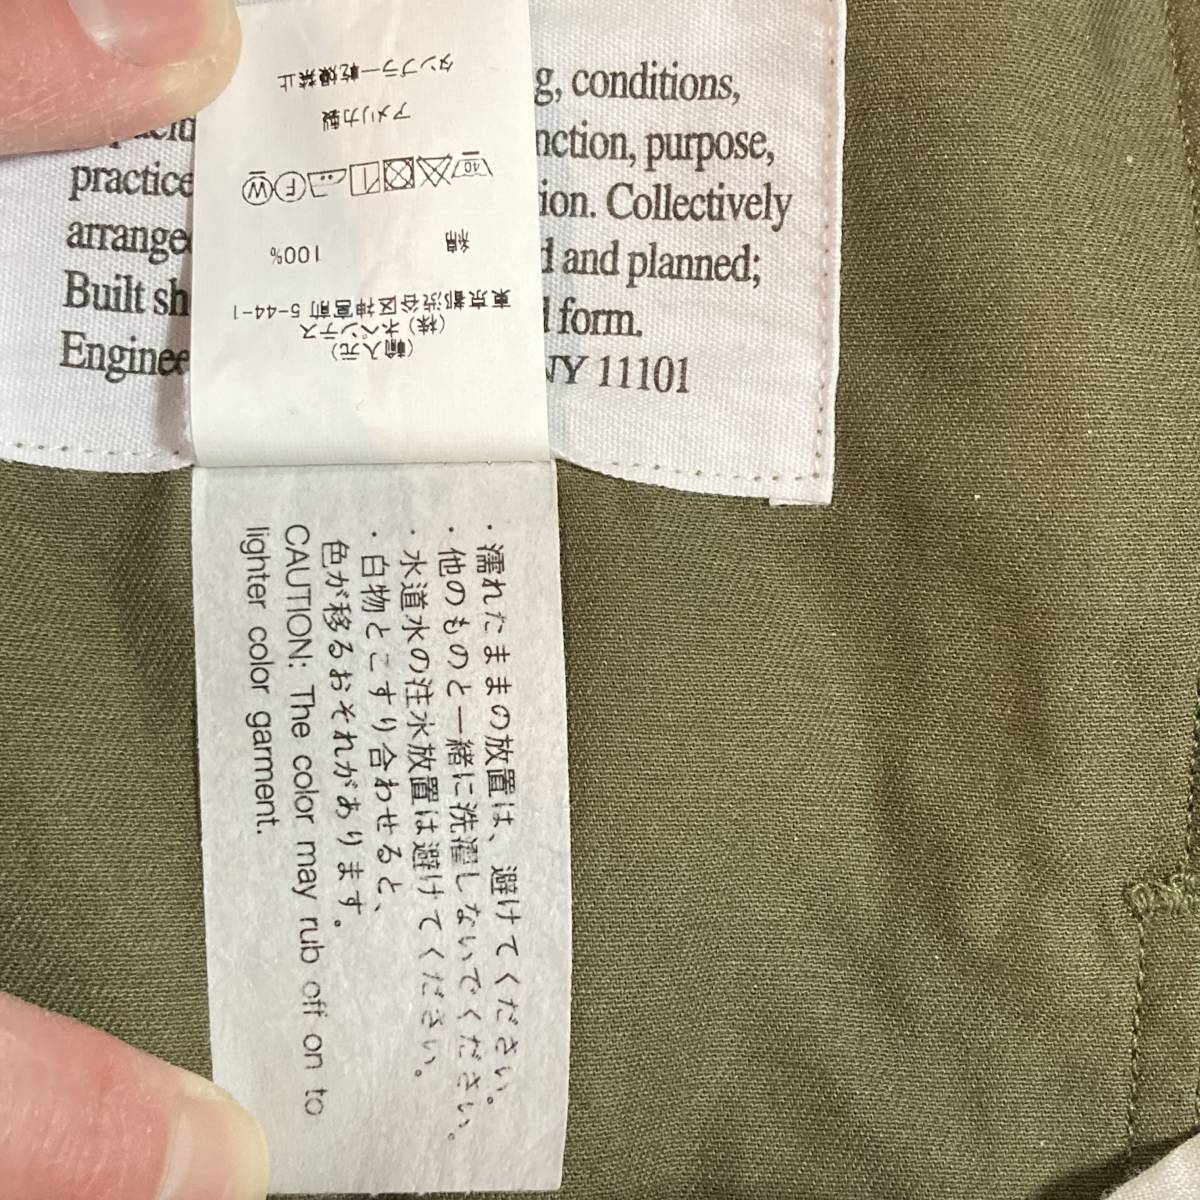 g, conditions,
nction, purpose,
practice
ion. Collectively
arrange
d and planned;
Built sh
d form.
Enginee
NY 11101
(輸入元)
(株)ネペンテス
東京都渋谷区神宮前 5-44-1
綿 100%
40 F W
アメリカ製
タンブラー乾燥禁止
・濡れたままの放置は、避けてください。
・他のものと一緒に洗濯しないでください。
・水道水の注水放置は避けてください。
・白物とこすり合わせると、
色が移るおそれがあります。
CAUTION: The color may rub off on to
lighter color garment.